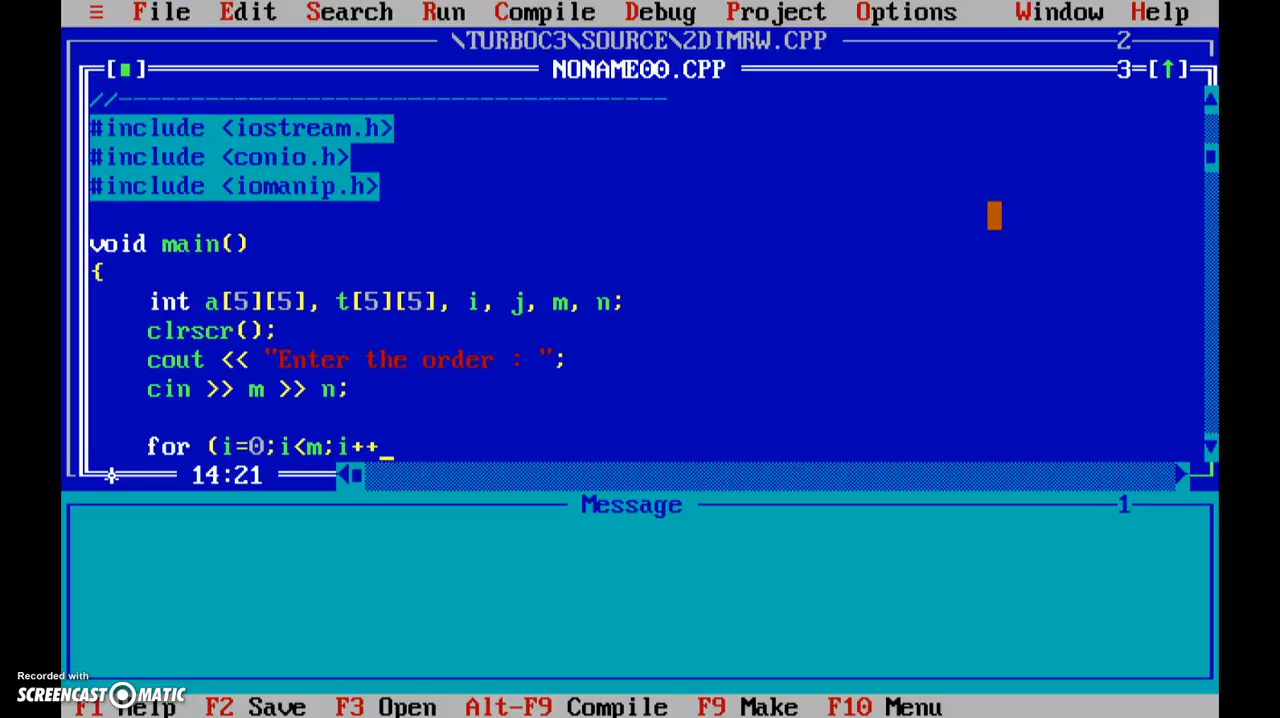 ≡ File Edit Search Run Compile Debug Project Options Window Help
\TURBOC3\SOURCE\2DIMRW.CPP 2
[■] NONAME00.CPP 3=[↑]
//--------------------------------------
#include <iostream.h>
#include <conio.h>
#include <iomanip.h>
void main()
{
int a[5][5], t[5][5], i, j, m, n;
clrscr();
cout << "Enter the order : ";
cin >> m >> n;
for (i=0;i<m;i++_
14:21
Message 1
Recorded with
SCREENCAST MATIC
F1 Help F2 Save F3 Open Alt-F9 Compile F9 Make F10 Menu